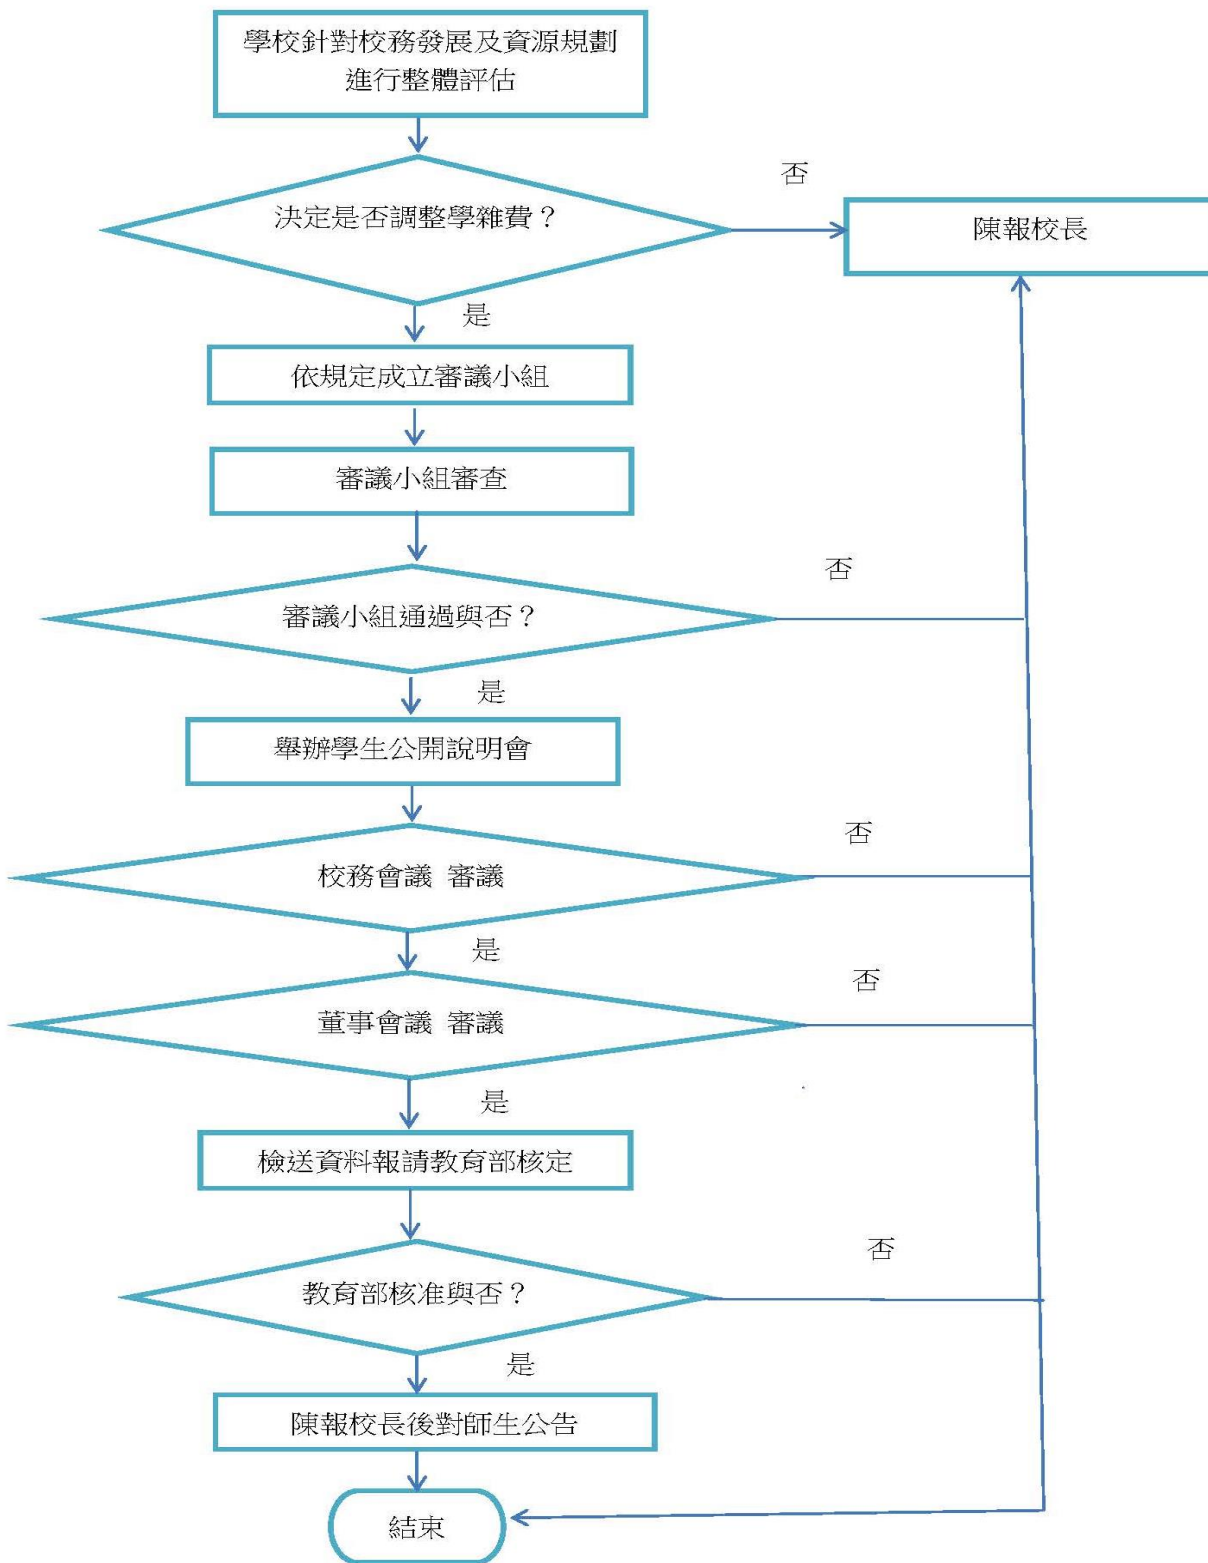 學校針對校務發展及資源規劃
進行整體評估
否
決定是否調整學雜費？
陳報校長
是
依規定成立審議小組
審議小組審查
否
審議小組通過與否？
是
舉辦學生公開說明會
否
校務會議 審議
是
否
董事會議 審議
是
檢送資料報請教育部核定
否
教育部核准與否？
是
陳報校長後對師生公告
結束